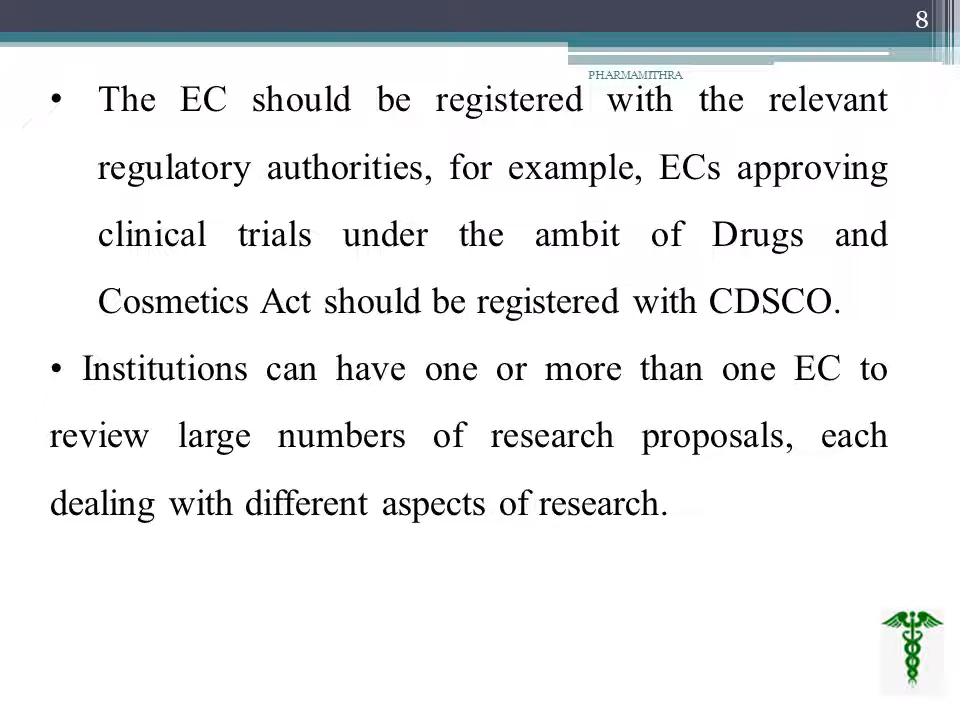 8
PHARMAMITHRA
• The EC should be registered with the relevant
regulatory authorities, for example, ECs approving
clinical trials under the ambit of Drugs and
Cosmetics Act should be registered with CDSCO.
• Institutions can have one or more than one EC to
review large numbers of research proposals, each
dealing with different aspects of research.